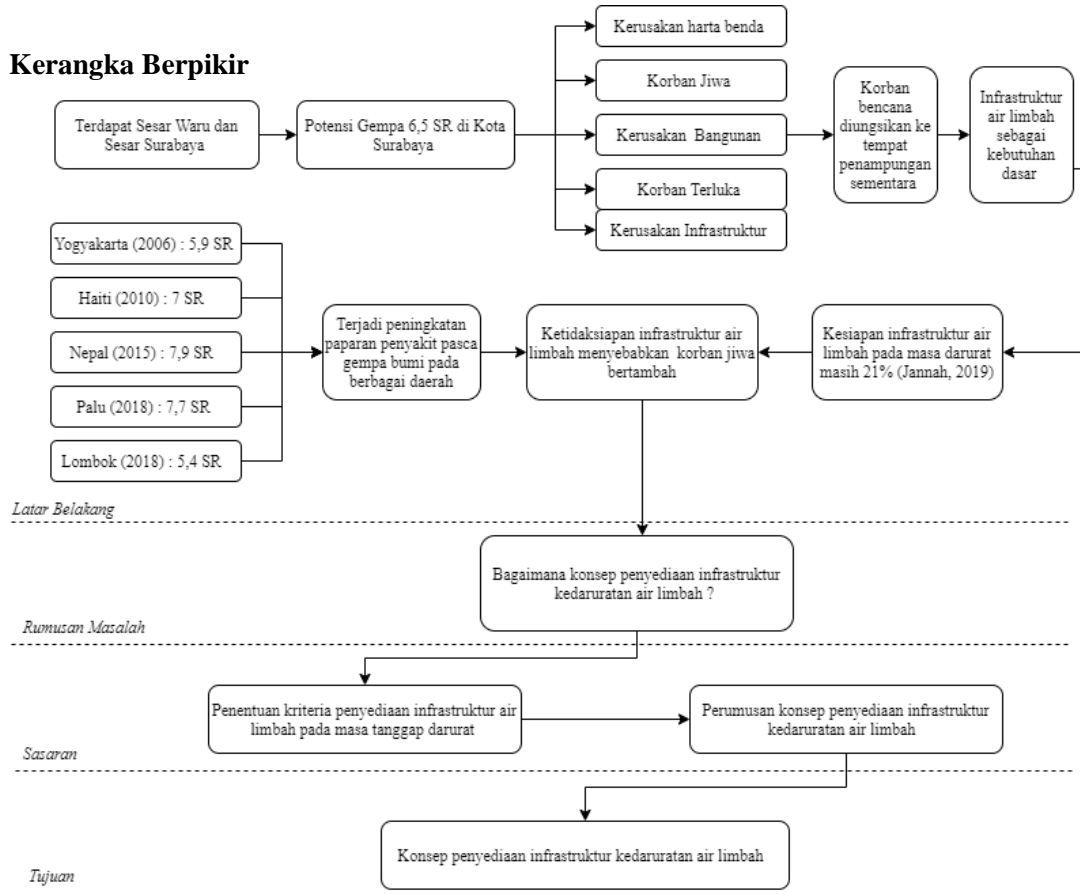 Kerangka Berpikir
Terdapat Sesar Waru dan
Sesar Surabaya
Potensi Gempa 6,5 SR di Kota
Surabaya
Kerusakan harta benda
Korban Jiwa
Kerusakan Bangunan
Korban Terluka
Kerusakan Infrastruktur
Korban
bencana
diungsikan ke
tempat
penampungan
sementara
Infrastruktur
air limbah
sebagai
kebutuhan
dasar
Yogyakarta (2006) : 5,9 SR
Haiti (2010) : 7 SR
Nepal (2015) : 7,9 SR
Palu (2018) : 7,7 SR
Lombok (2018) : 5,4 SR
Terjadi peningkatan
paparan penyakit pasca
gempa bumi pada
berbagai daerah
Ketidaksiapan infrastruktur air
limbah menyebabkan korban jiwa
bertambah
Kesiapan infrastruktur air
limbah pada masa darurat
masih 21% (Jannah, 2019)
Latar Belakang
Bagaimana konsep penyediaan infrastruktur
kedaruratan air limbah ?
Rumusan Masalah
Penentuan kriteria penyediaan infrastruktur air
limbah pada masa tanggap darurat
Perumusan konsep penyediaan infrastruktur
kedaruratan air limbah
Sasaran
Konsep penyediaan infrastruktur kedaruratan air limbah
Tujuan